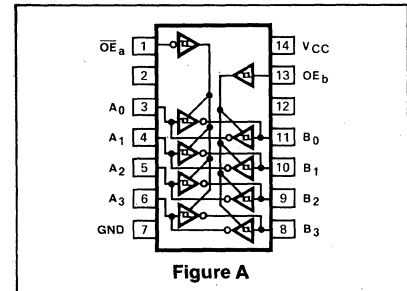 OEa 1 14 VCC
2 13 OEb
A0 3 12
A1 4 11 B0
A2 5 10 B1
A3 6 9 B2
GND 7 8 B3
Figure A